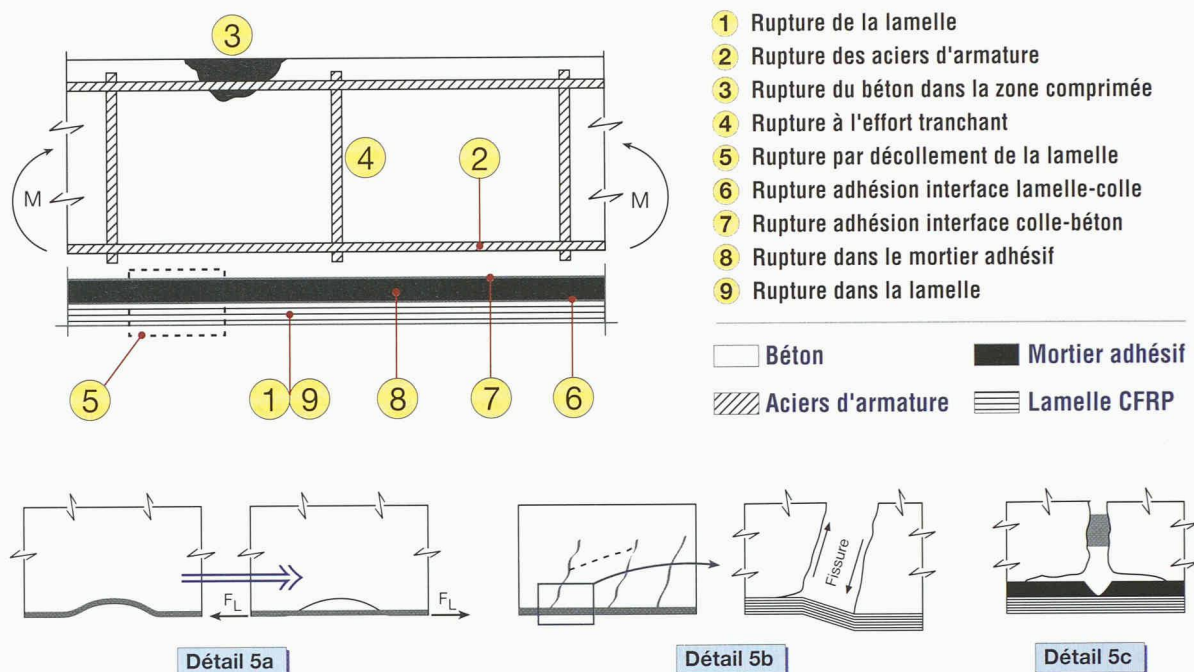 3
4
2
M
M
5
1
9
8
7
6
1 Rupture de la lamelle
2 Rupture des aciers d'armature
3 Rupture du béton dans la zone comprimée
4 Rupture à l'effort tranchant
5 Rupture par décollement de la lamelle
6 Rupture adhésion interface lamelle-colle
7 Rupture adhésion interface colle-béton
8 Rupture dans le mortier adhésif
9 Rupture dans la lamelle
Béton
Mortier adhésif
Aciers d'armature
Lamelle CFRP
FL
FL
Fissure
Détail 5a
Détail 5b
Détail 5c